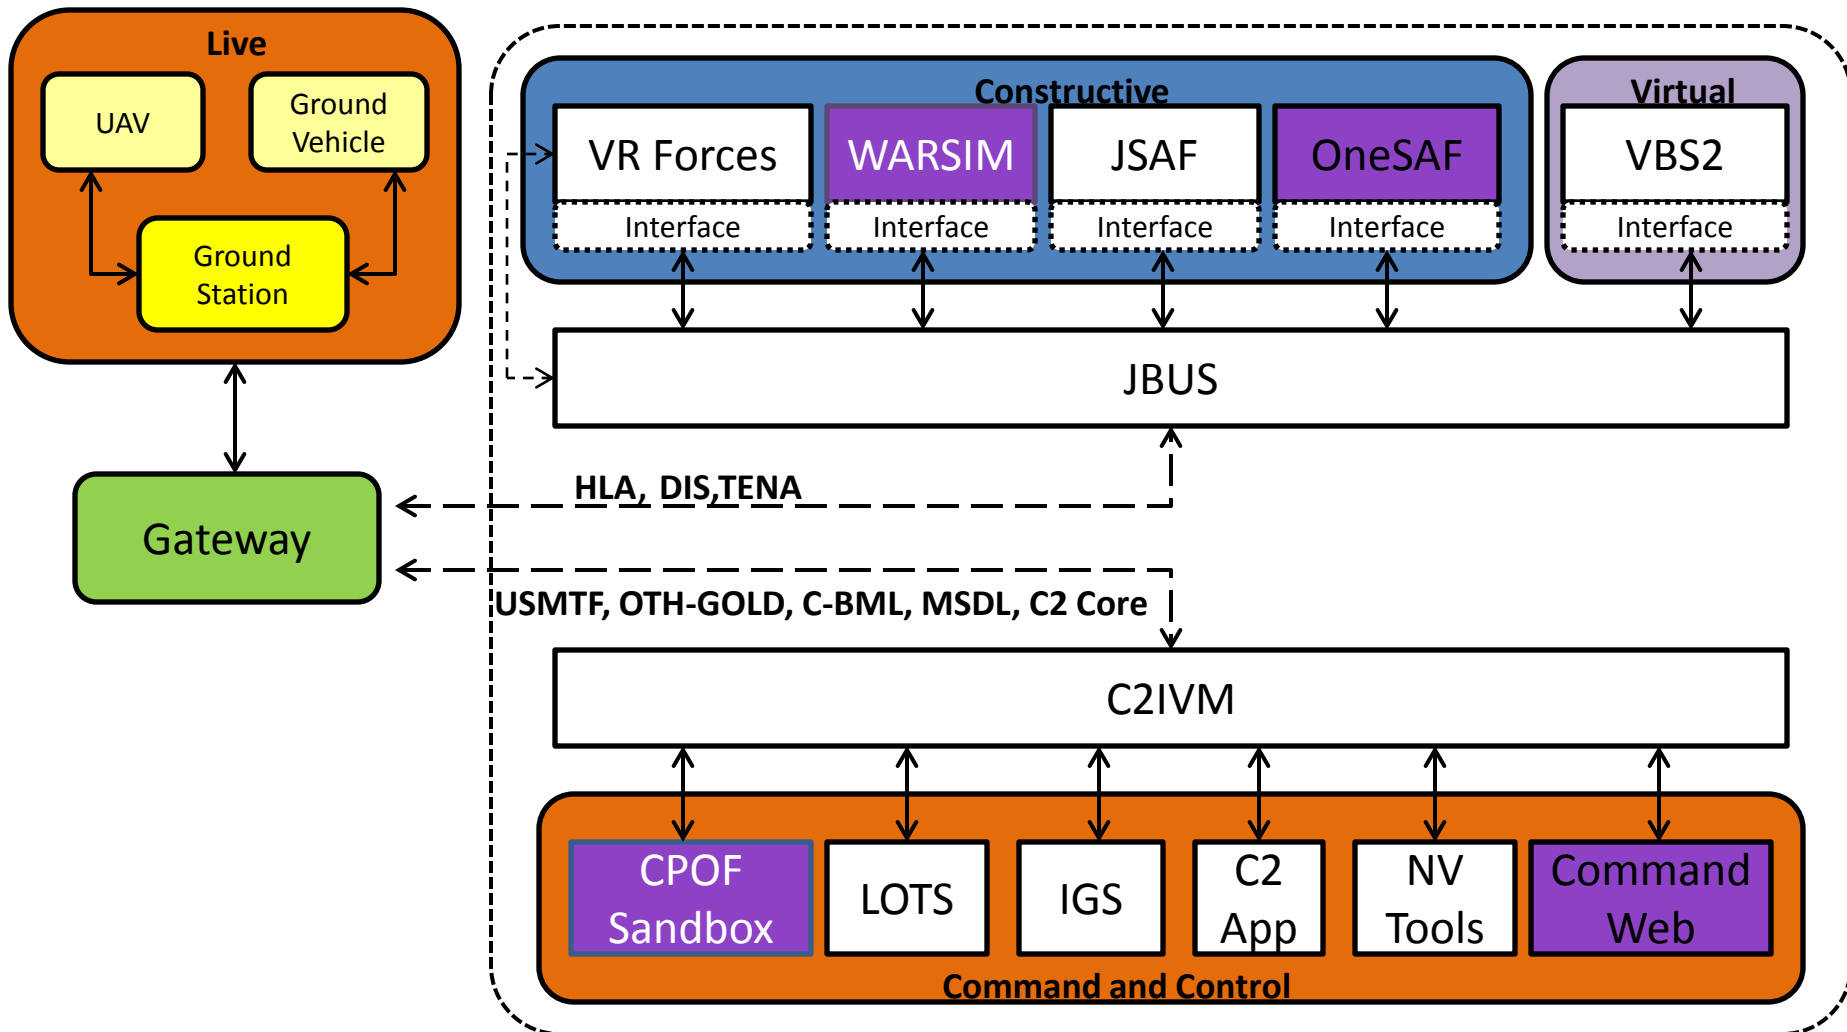 Live
UAV
Ground
Vehicle
Ground
Station
Gateway
Constructive
VR Forces
WARSIM
JSAF
OneSAF
Interface
Interface
Interface
Interface
Virtual
VBS2
Interface
JBUS
HLA, DIS,TENA
USMTF, OTH-GOLD, C-BML, MSDL, C2 Core
C2IVM
CPOF
Sandbox
LOTS
IGS
C2
App
NV
Tools
Command
Web
Command and Control